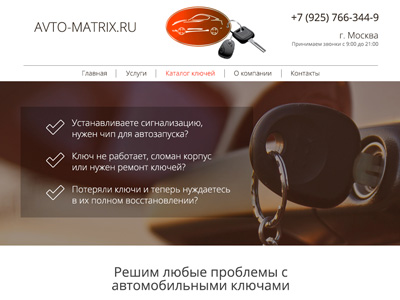 AVTO-MATRIX.RU
+7 (925) 766-344-9
г. Москва
Принимаем звонки с 9:00 до 21:00
Главная | Услуги | Каталог ключей | О компании | Контакты
Устанавливаете сигнализацию,
нужен чип для автозапуска?
Ключ не работает, сломан корпус
или нужен ремонт ключей?
Потеряли ключи и теперь нуждаетесь
в их полном восстановлении?
Решим любые проблемы с
автомобильными ключами